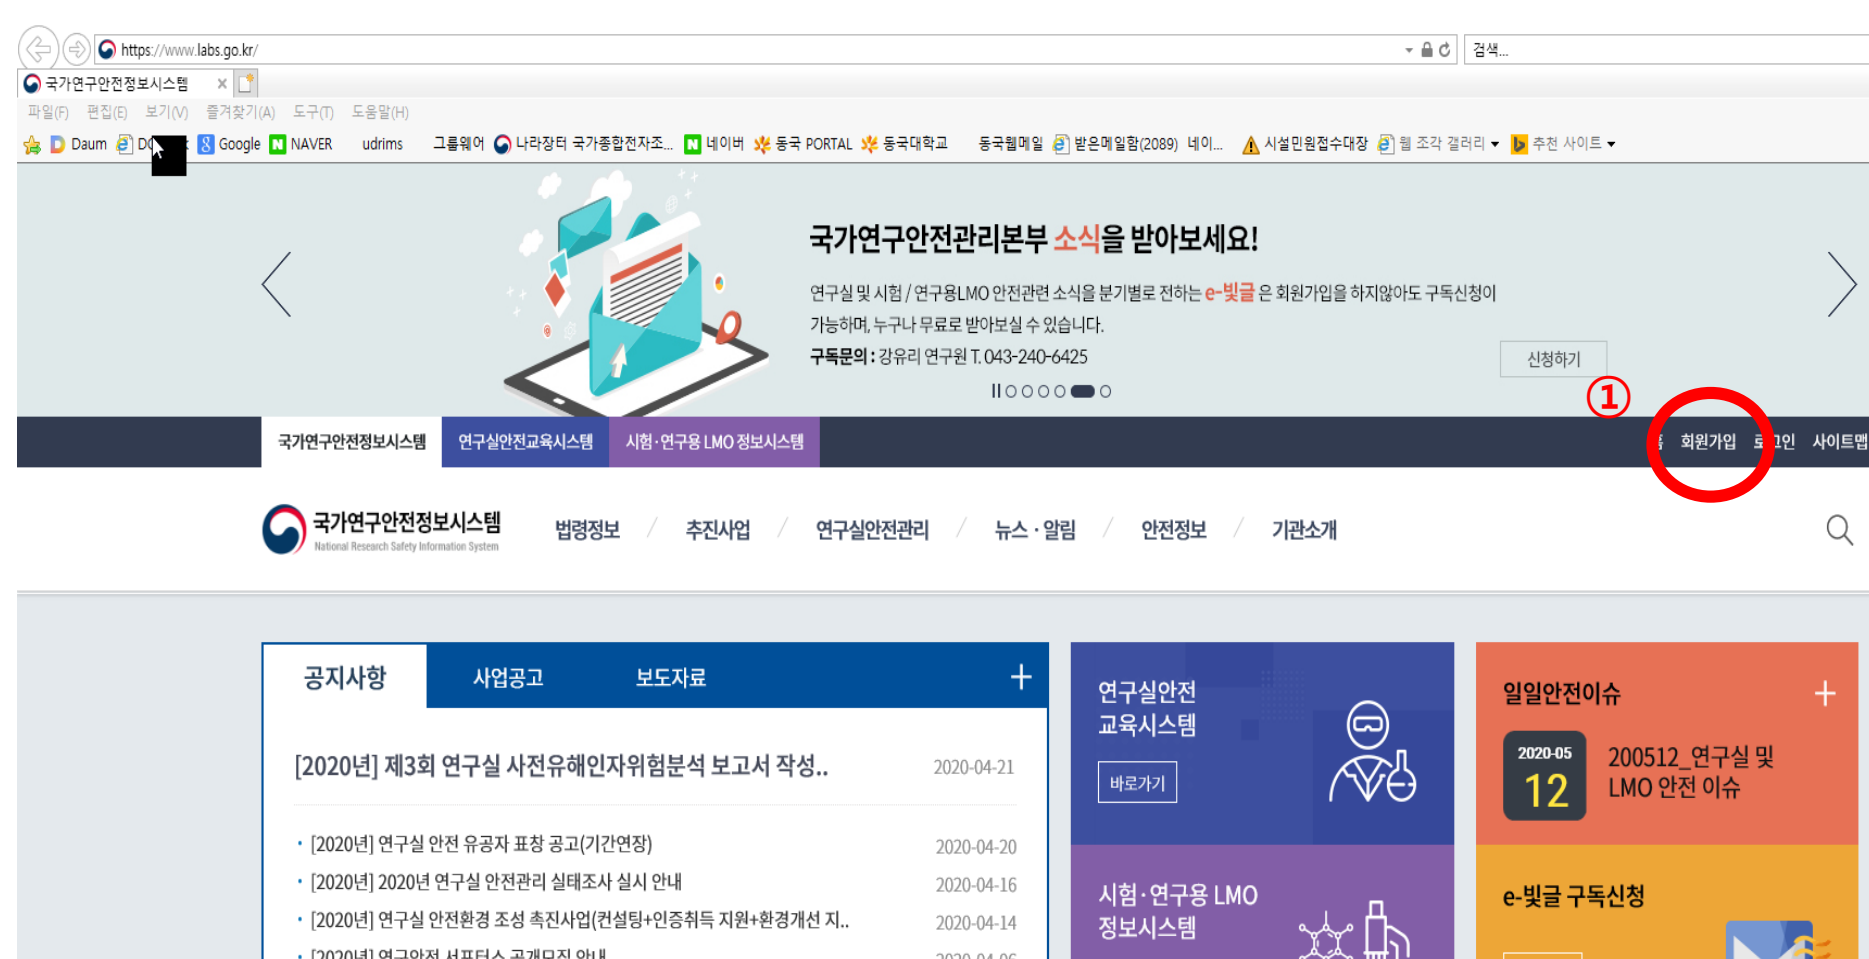 https://www.labs.go.kr/
검색...
국가연구안전정보시스템
파일(F) 편집(E) 보기(V) 즐겨찾기(A) 도구(T) 도움말(H)
Daum Google NAVER udrims 그룹웨어 나라장터 국가종합전자조... 네이버 동국 PORTAL 동국대학교 동국웹메일 받은메일함(2089) 네이... 시설민원접수대장 웹 조각 갤러리 추천 사이트
국가연구안전관리본부 소식을 받아보세요!
연구실 및 시험 / 연구용LMO 안전관련 소식을 분기별로 전하는 e-빛글 은 회원가입을 하지않아도 구독신청이
가능하며, 누구나 무료로 받아보실 수 있습니다.
구독문의 : 강유리 연구원 T. 043-240-6425
신청하기
①
국가연구안전정보시스템 연구실안전교육시스템 시험·연구용 LMO 정보시스템
회원가입 로그인 사이트맵
국가연구안전정보시스템
National Research Safety Information System
법령정보 / 추진사업 / 연구실안전관리 / 뉴스 · 알림 / 안전정보 / 기관소개
공지사항 사업공고 보도자료 +
[2020년] 제3회 연구실 사전유해인자위험분석 보고서 작성.. 2020-04-21
· [2020년] 연구실 안전 유공자 표창 공고(기간연장) 2020-04-20
· [2020년] 2020년 연구실 안전관리 실태조사 실시 안내 2020-04-16
· [2020년] 연구실 안전환경 조성 촉진사업(컨설팅+인증취득 지원+환경개선 지.. 2020-04-14
연구실안전
교육시스템
바로가기
시험·연구용 LMO
정보시스템
일일안전이슈 +
2020-05
12
200512_연구실 및
LMO 안전 이슈
e-빛글 구독신청